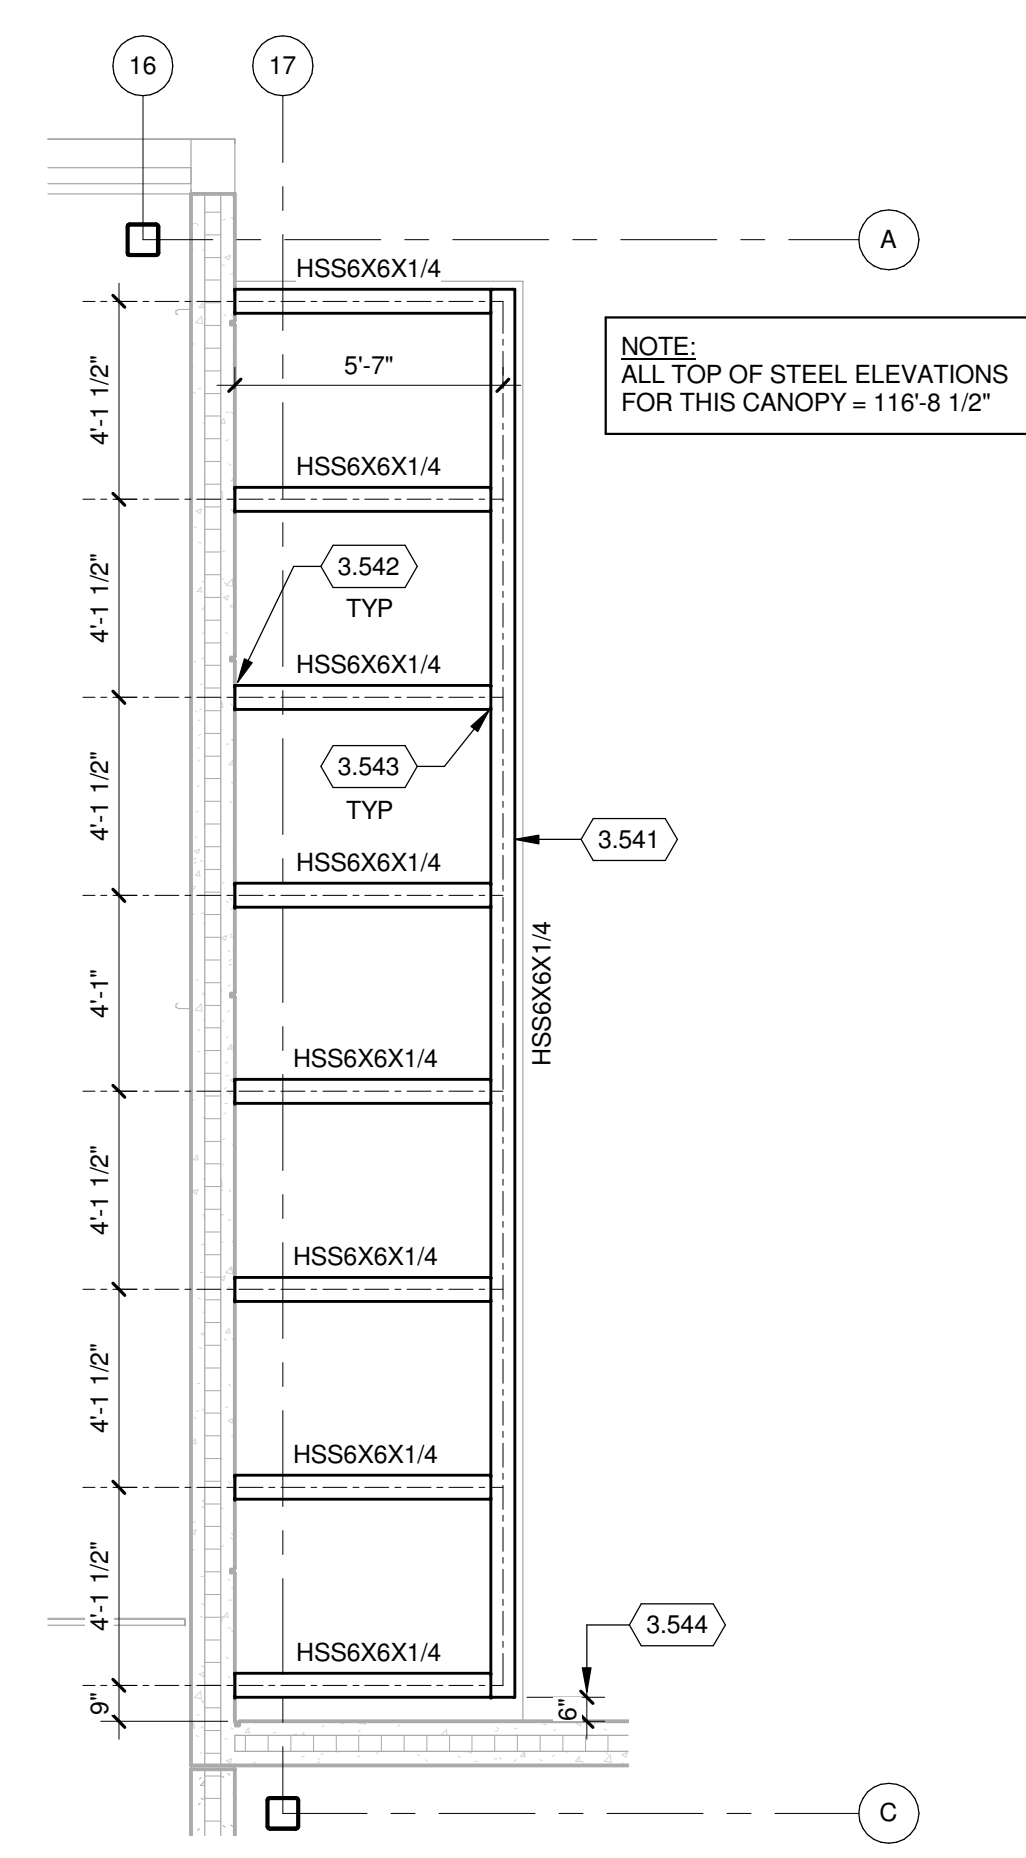 16
17
A
HSS6X6X1/4
NOTE:
ALL TOP OF STEEL ELEVATIONS
FOR THIS CANOPY = 116'-8 1/2"
5'-7"
4'-1 1/2"
HSS6X6X1/4
3.542
TYP
4'-1 1/2"
HSS6X6X1/4
3.543
TYP
4'-1 1/2"
3.541
HSS6X6X1/4
HSS6X6X1/4
4'-1"
HSS6X6X1/4
4'-1 1/2"
HSS6X6X1/4
4'-1 1/2"
HSS6X6X1/4
4'-1 1/2"
3.544
HSS6X6X1/4
9"
6"
C